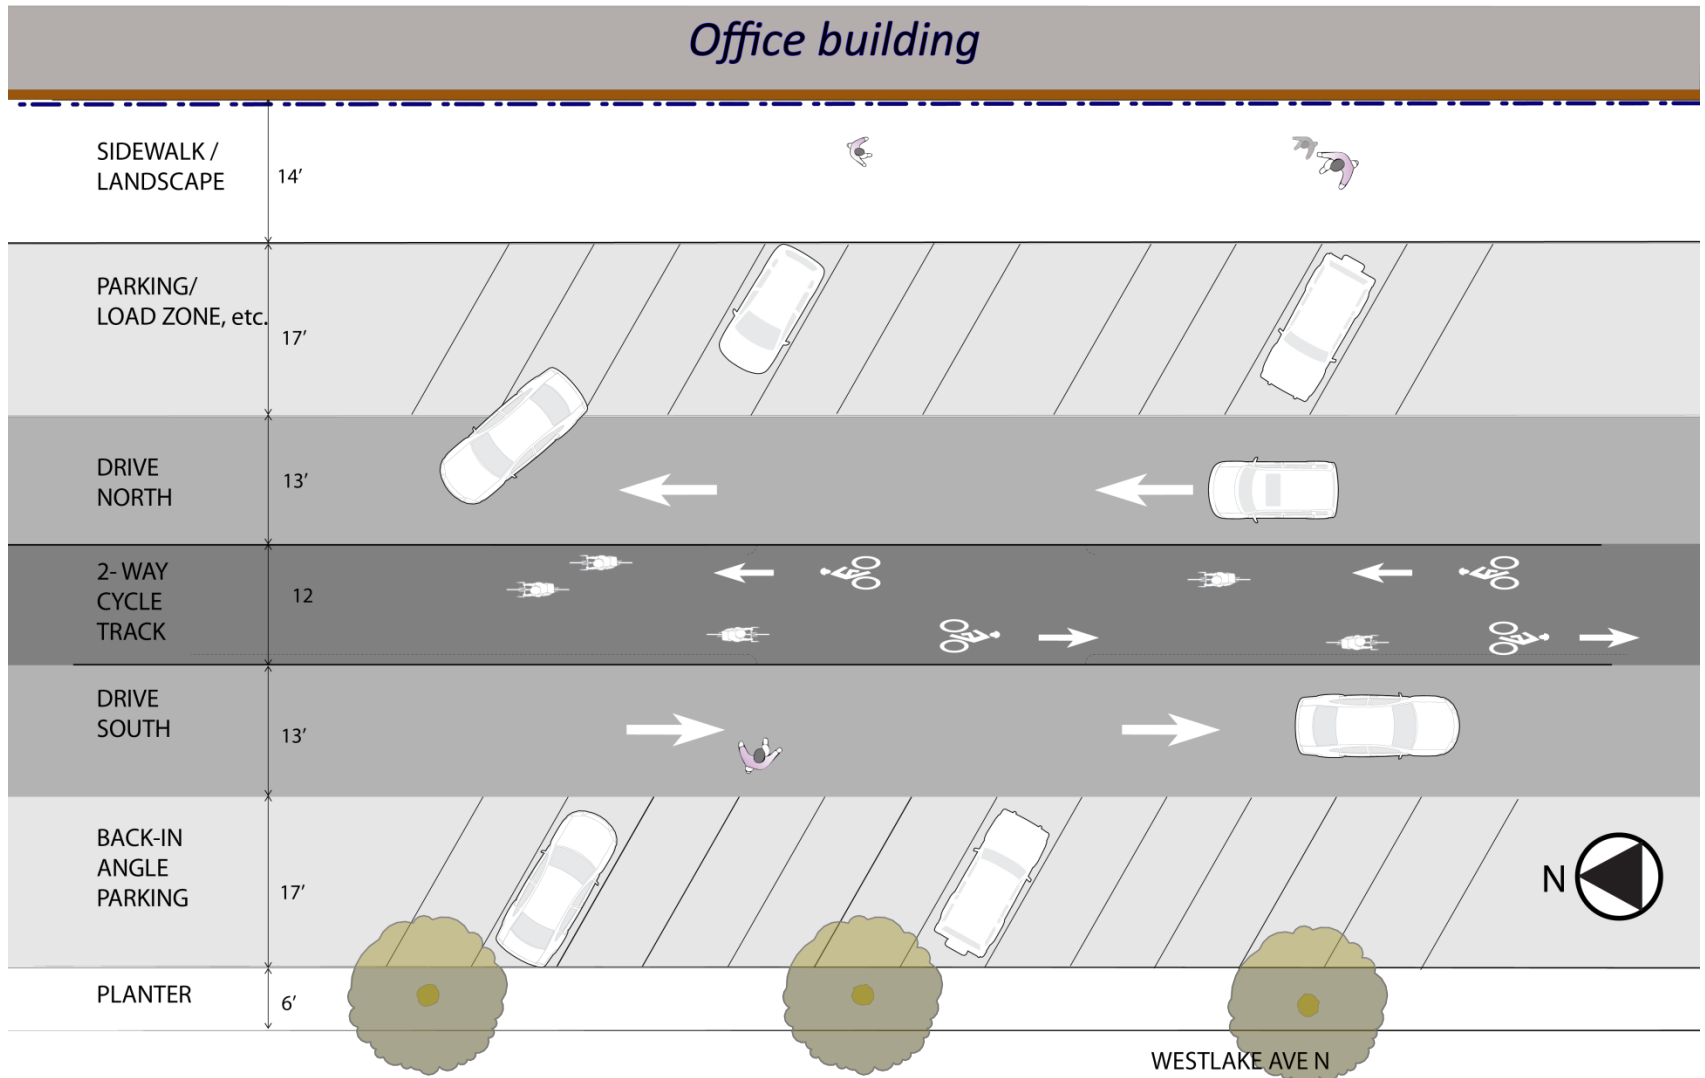 Office building
SIDEWALK /
LANDSCAPE
14’
PARKING/
LOAD ZONE, etc.
17’
DRIVE
NORTH
13’
2- WAY
CYCLE
TRACK
12
DRIVE
SOUTH
13’
BACK-IN
ANGLE
PARKING
17’
N
PLANTER
6’
WESTLAKE AVE N